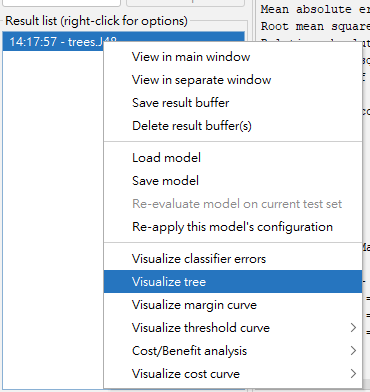 Result list (right-click for options)
14:17:57 - trees.J48
View in main window
View in separate window
Save result buffer
Delete result buffer(s)
Load model
Save model
Re-evaluate model on current test set
Re-apply this model's configuration
Visualize classifier errors
Visualize tree
Visualize margin curve
Visualize threshold curve
Cost/Benefit analysis
Visualize cost curve
Mean absolute er
Root mean square